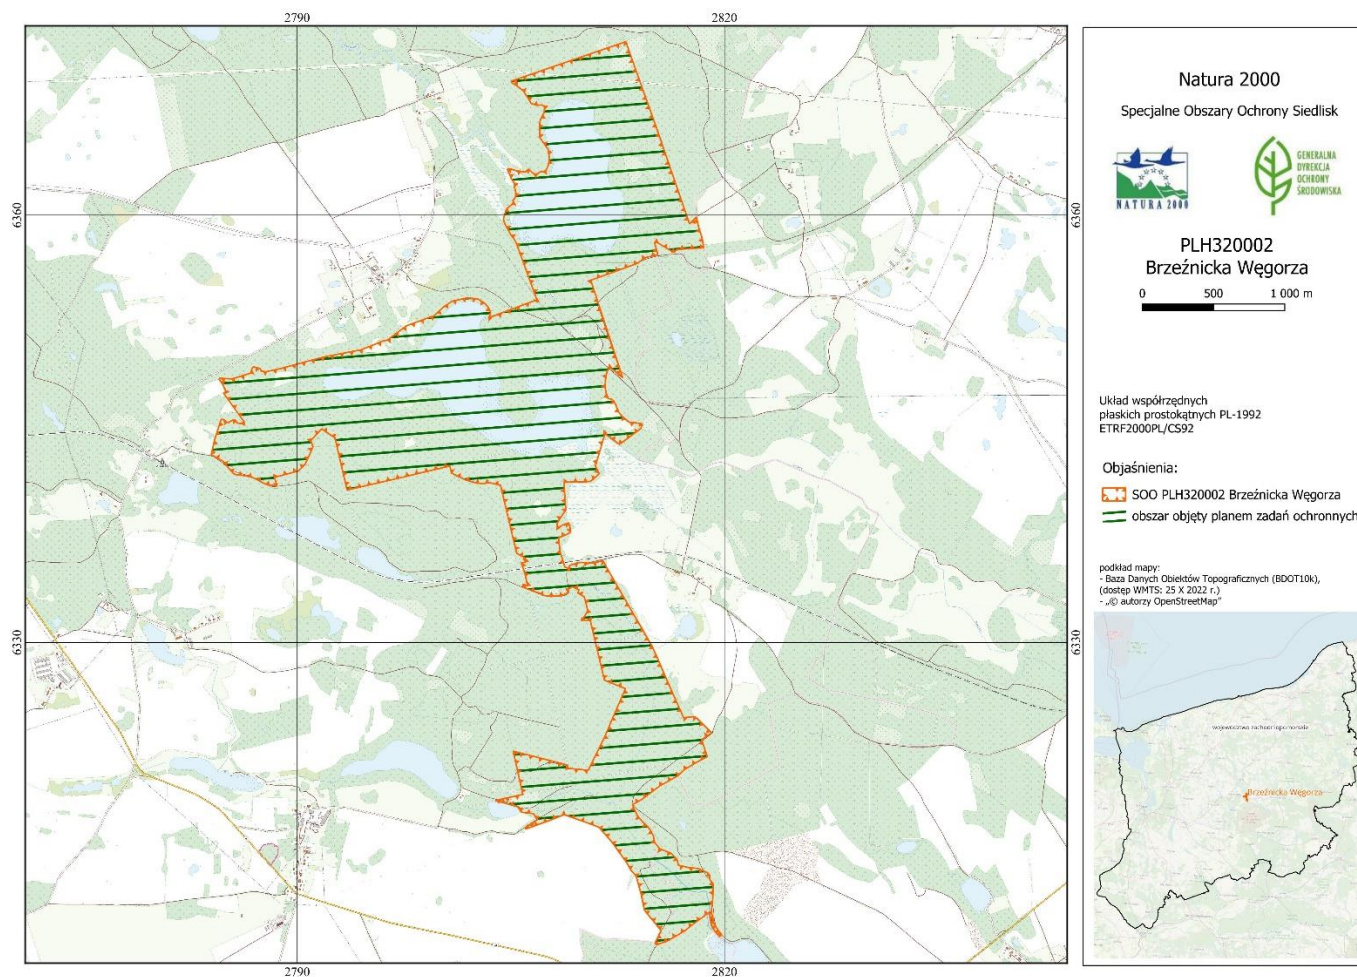 2790
2820
Natura 2000
Specjalne Obszary Ochrony Siedlisk
NATURA 2000
GENERALNA
DYREKCJA
OCHRONY
ŚRODOWISKA
6360
6360
PLH320002
Brzeźnicka Węgorza
0 500 1 000 m
Układ współrzędnych
płaskich prostokątnych PL-1992
ETRF2000PL/CS92
Objaśnienia:
SOO PLH320002 Brzeźnicka Węgorza
obszar objęty planem zadań ochronnych
podkład mapy:
- Baza Danych Obiektów Topograficznych (BDOT10k),
(dostęp WMTS: 25 X 2022 r.)
- „© autorzy OpenStreetMap"
6330
6330
województwo zachodniopomorskie
Brzeźnicka Węgorza
2790
2820